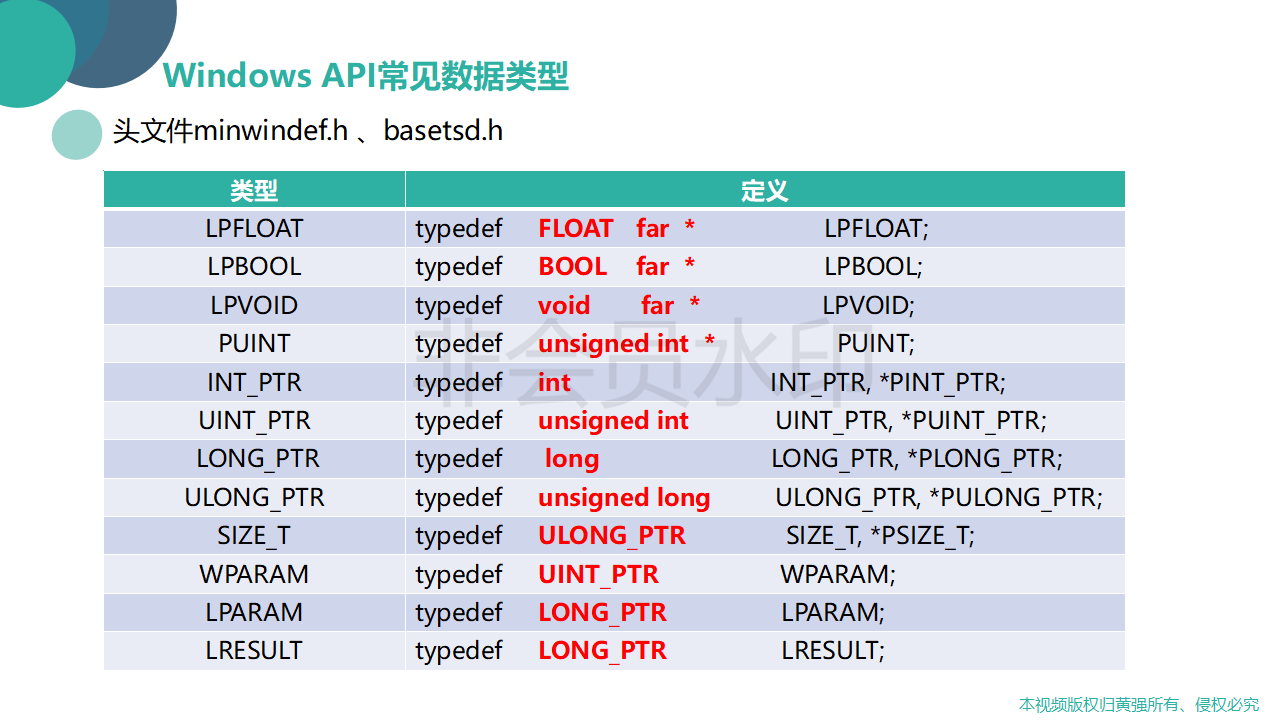 Windows API常见数据类型
头文件minwindef.h 、basetsd.h
类型 定义
LPFLOAT typedef FLOAT far * LPFLOAT;
LPBOOL typedef BOOL far * LPBOOL;
LPVOID typedef void far * LPVOID;
PUINT typedef unsigned int * PUINT;
INT_PTR typedef int INT_PTR, *PINT_PTR;
UINT_PTR typedef unsigned int UINT_PTR, *PUINT_PTR;
LONG_PTR typedef long LONG_PTR, *PLONG_PTR;
ULONG_PTR typedef unsigned long ULONG_PTR, *PULONG_PTR;
SIZE_T typedef ULONG_PTR SIZE_T, *PSIZE_T;
WPARAM typedef UINT_PTR WPARAM;
LPARAM typedef LONG_PTR LPARAM;
LRESULT typedef LONG_PTR LRESULT;
非会员水印
本视频版权归黄强所有、侵权必究